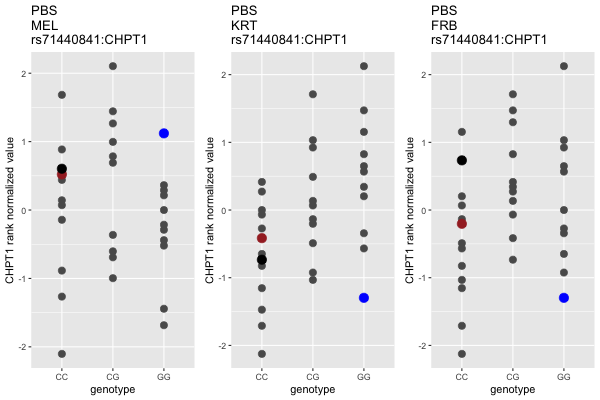 PBS
MEL
rs71440841:CHPT1
CHPT1 rank normalized value
2
1
0
-1
-2
CC
CG
GG
genotype
PBS
KRT
rs71440841:CHPT1
CHPT1 rank normalized value
2
1
0
-1
-2
CC
CG
GG
genotype
PBS
FRB
rs71440841:CHPT1
CHPT1 rank normalized value
2
1
0
-1
-2
CC
CG
GG
genotype